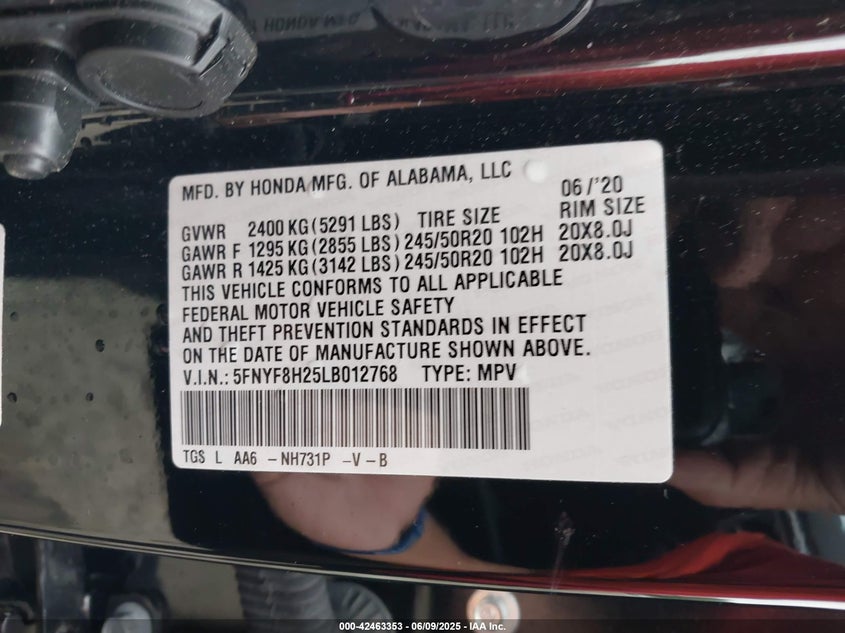 MFD. BY HONDA MFG. OF ALABAMA, LLC 06/'20
GVWR 2400 KG (5291 LBS) TIRE SIZE RIM SIZE
GAWR F 1295 KG (2855 LBS) 245/50R20 102H 20X8.0J
GAWR R 1425 KG (3142 LBS) 245/50R20 102H 20X8.0J
THIS VEHICLE CONFORMS TO ALL APPLICABLE
FEDERAL MOTOR VEHICLE SAFETY
AND THEFT PREVENTION STANDARDS IN EFFECT
ON THE DATE OF MANUFACTURE SHOWN ABOVE.
V.I.N.: 5FNYF8H25LB012768 TYPE: MPV
TGS L AA6 -NH731P -V -B
000-42463353 | 06/09/2025 - IAA Inc.